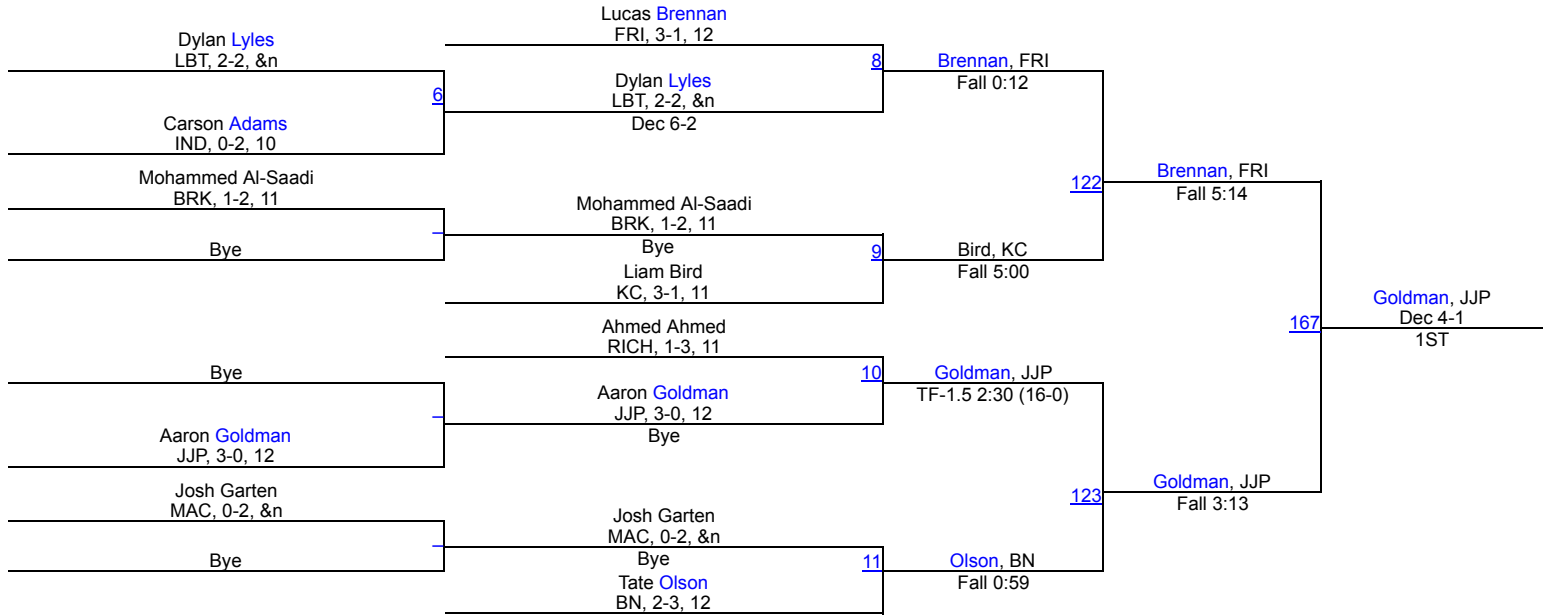 Dylan Lyles
LBT, 2-2, &n
6
Carson Adams
IND, 0-2, 10
Mohammed Al-Saadi
BRK, 1-2, 11
Bye
Bye
Aaron Goldman
JJP, 3-0, 12
Josh Garten
MAC, 0-2, &n
Bye
Lucas Brennan
FRI, 3-1, 12
8
Dylan Lyles
LBT, 2-2, &n
Dec 6-2
Mohammed Al-Saadi
BRK, 1-2, 11
Bye
9
Liam Bird
KC, 3-1, 11
Ahmed Ahmed
RICH, 1-3, 11
10
Aaron Goldman
JJP, 3-0, 12
Bye
Josh Garten
MAC, 0-2, &n
Bye
11
Tate Olson
BN, 2-3, 12
Brennan, FRI
Fall 0:12
122
Bird, KC
Fall 5:00
Goldman, JJP
TF-1.5 2:30 (16-0)
123
Olson, BN
Fall 0:59
Brennan, FRI
Fall 5:14
167
Goldman, JJP
Fall 3:13
Goldman, JJP
Dec 4-1
1ST